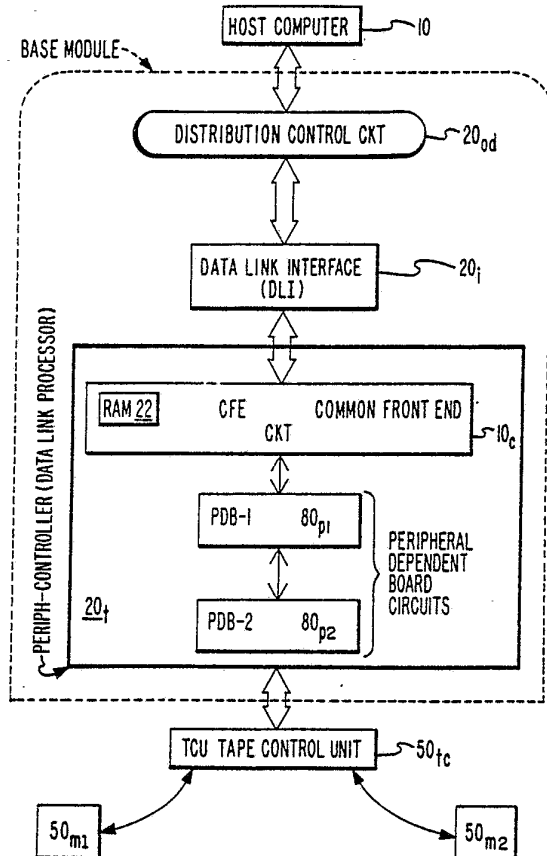 HOST COMPUTER 10
BASE MODULE
DISTRIBUTION CONTROL CKT 20od
DATA LINK INTERFACE 20i
(DLI)
PERIPH-CONTROLLER (DATA LINK PROCESSOR)
RAM 22 CFE COMMON FRONT END
CKT 10c
PDB-1 80p1
PERIPHERAL
DEPENDENT
BOARD
CIRCUITS
20t
PDB-2 80p2
TCU TAPE CONTROL UNIT 50tc
50m1 50m2